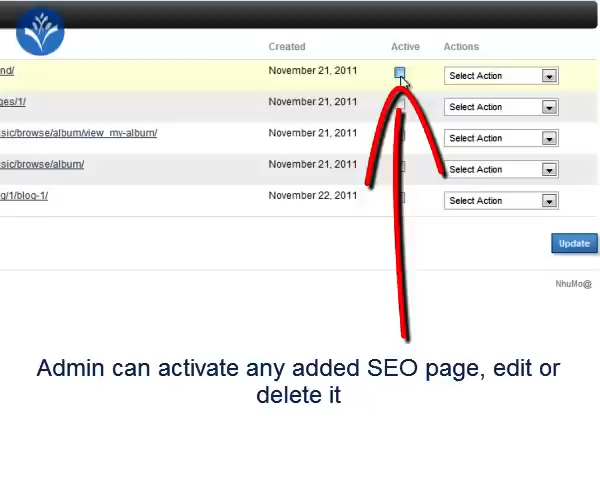 Created Active Actions
nd/ November 21, 2011 Select Action
ges/1/ November 21, 2011 Select Action
sic/browse/album/view_my-album/ November 21, 2011 Select Action
sic/browse/album/ November 21, 2011 Select Action
g/1/blog-1/ November 22, 2011 Select Action
Update
NhuMo@
Admin can activate any added SEO page, edit or
delete it